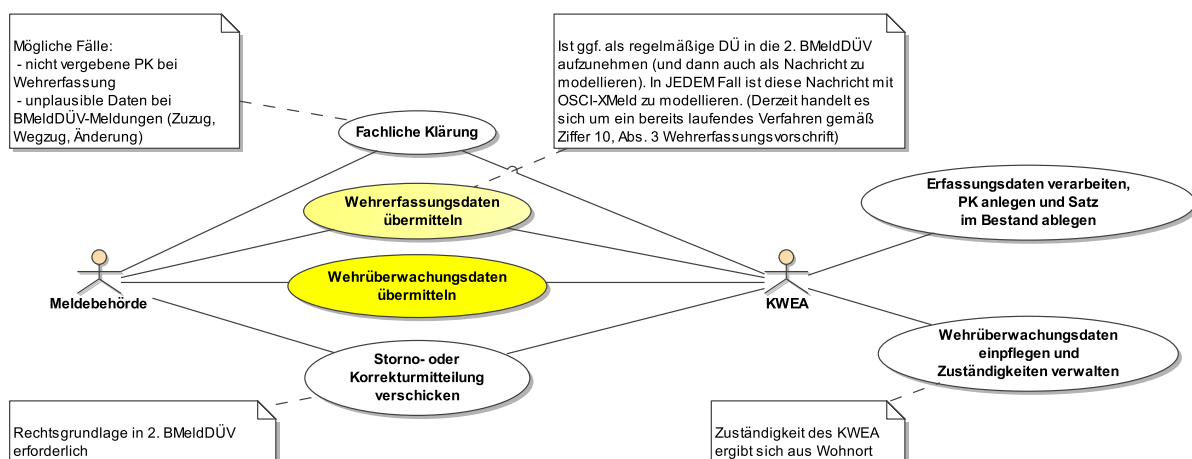 Mögliche Fälle:
- nicht vergebene PK bei
Wehrerfassung
- unplausible Daten bei
BMeldDÜV-Meldungen (Zuzug,
Wegzug, Änderung)
Ist ggf. als regelmäßige DÜ in die 2. BMeldDÜV
aufzunehmen (und dann auch als Nachricht zu
modellieren). In JEDEM Fall ist diese Nachricht mit
OSCI-XMeld zu modellieren. (Derzeit handelt es
sich um ein bereits laufendes Verfahren gemäß
Ziffer 10, Abs. 3 Wehrerfassungsvorschrift)
Fachliche Klärung
Wehrerfassungsdaten
übermitteln
Erfassungsdaten verarbeiten,
PK anlegen und Satz
im Bestand ablegen
Wehrüberwachungsdaten
übermitteln
Meldebehörde
KWEA
Storno- oder
Korrekturmitteilung
verschicken
Wehrüberwachungsdaten
einpflegen und
Zuständigkeiten verwalten
Rechtsgrundlage in 2. BMeldDÜV
erforderlich
Zuständigkeit des KWEA
ergibt sich aus Wohnort